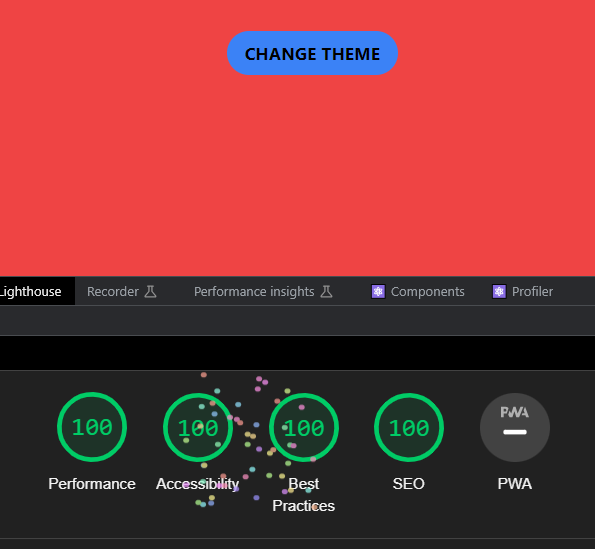 CHANGE THEME
Lighthouse
Recorder
Performance insights
Components
Profiler
100
100
100
100
PWA
Performance
Accessibility
Best
Practices
SEO
PWA